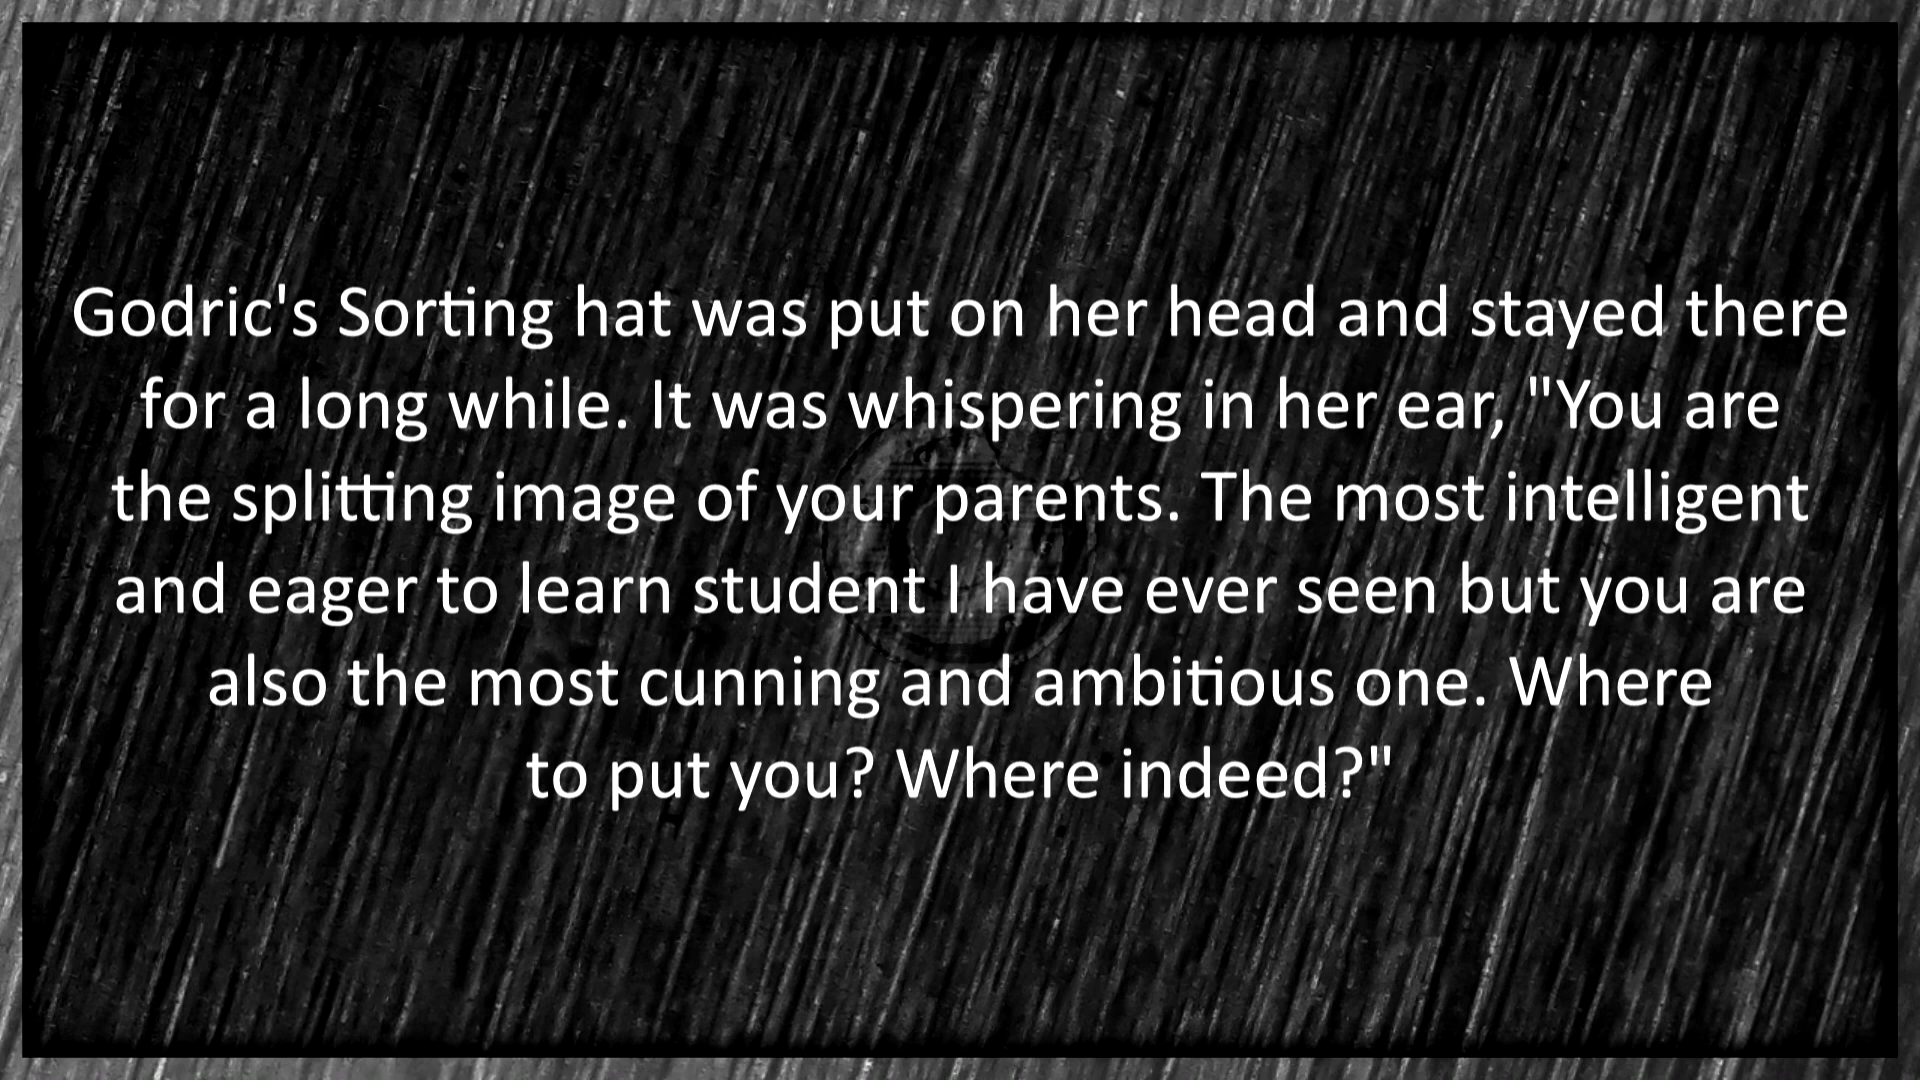 Godric's Sorting hat was put on her head and stayed there
for a long while. It was whispering in her ear, "You are
the splitting image of your parents. The most intelligent
and eager to learn student I have ever seen but you are
also the most cunning and ambitious one. Where
to put you? Where indeed?"